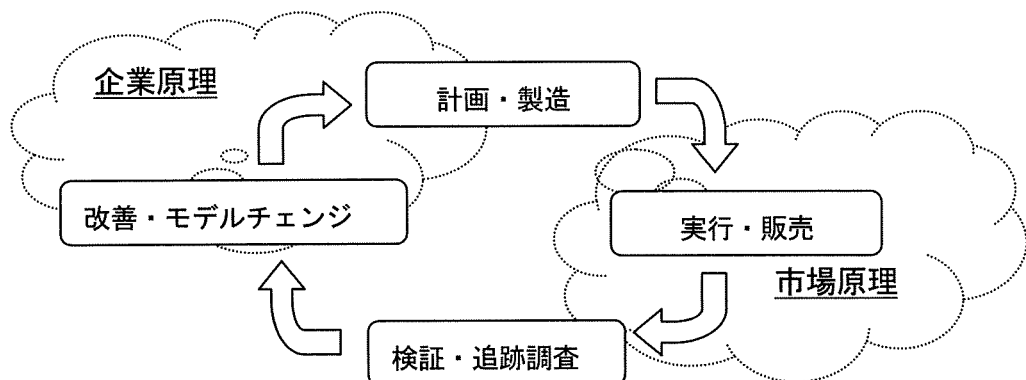 企業原理
計画・製造
改善・モデルチェンジ
実行・販売
市場原理
検証・追跡調査